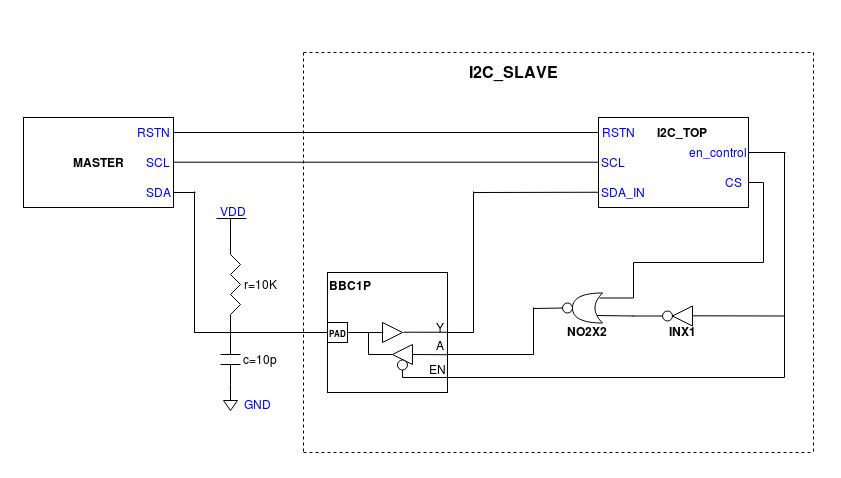 I2C_SLAVE
RSTN
MASTER
SCL
SDA
RSTN
I2C_TOP
en_control
SCL
CS
SDA_IN
VDD
r=10K
BBC1P
PAD
Y
A
EN
NO2X2
INX1
c=10p
GND